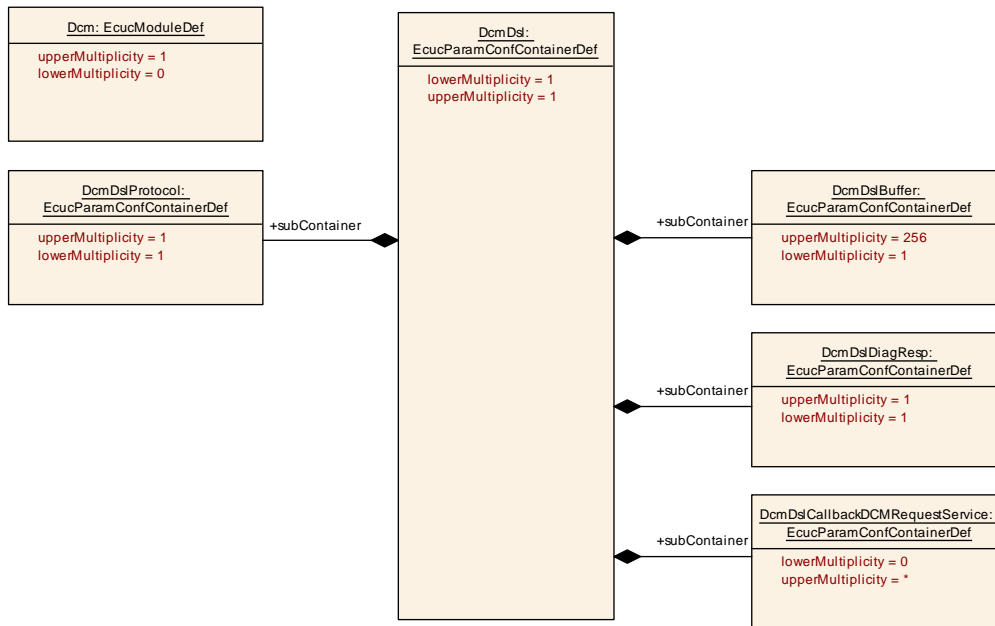 Dcm: EcucModuleDef
upperMultiplicity = 1
lowerMultiplicity = 0
DcmDslProtocol:
EcucParamConfContainerDef
upperMultiplicity = 1
lowerMultiplicity = 1
+subContainer
DcmDsl:
EcucParamConfContainerDef
lowerMultiplicity = 1
upperMultiplicity = 1
+subContainer
DcmDslBuffer:
EcucParamConfContainerDef
upperMultiplicity = 256
lowerMultiplicity = 1
+subContainer
DcmDslDiagResp:
EcucParamConfContainerDef
upperMultiplicity = 1
lowerMultiplicity = 1
+subContainer
DcmDslCallbackDCMRequestService:
EcucParamConfContainerDef
lowerMultiplicity = 0
upperMultiplicity = *